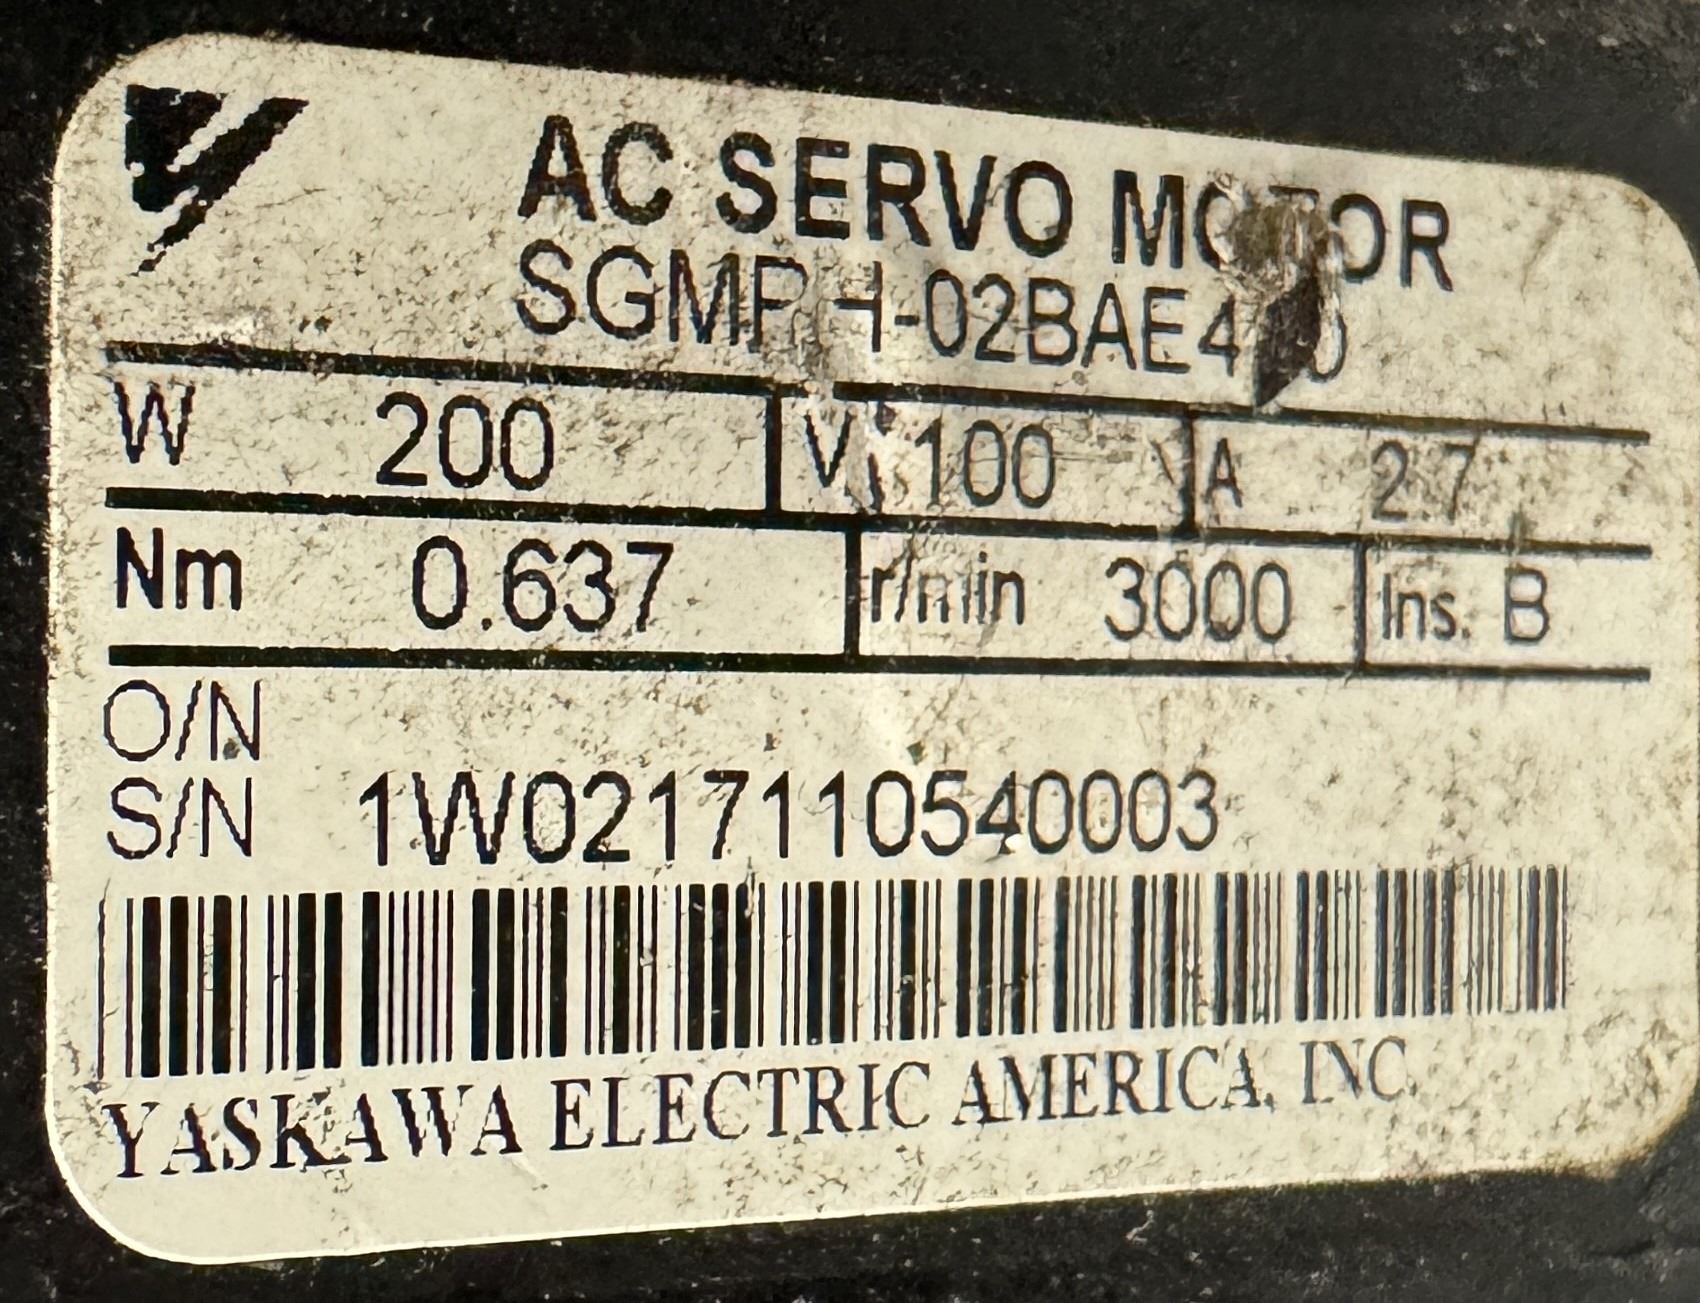 AC SERVO MOTOR
W 200 V 100 A 2.7
Nm 0.637 r/min 3000 Ins. B
O/N
S/N 1W0217110540003
YASKAWA ELECTRIC AMERICA, INC.